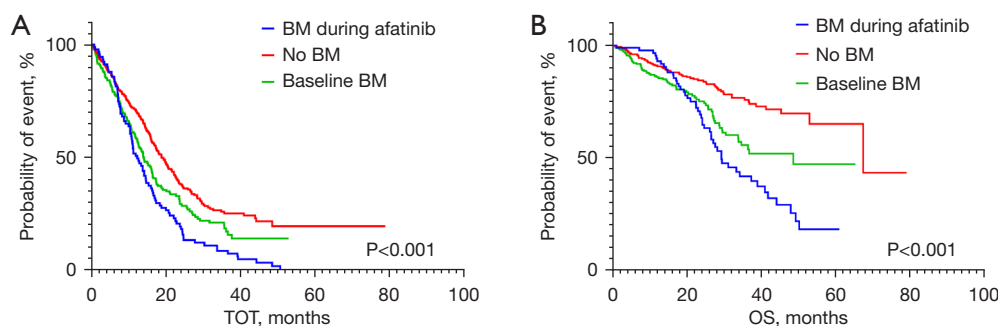 A
BM during afatinib
No BM
Baseline BM
Probability of event, %
100
50
0
P<0.001
0 20 40 60 80 100
TOT, months
B
BM during afatinib
No BM
Baseline BM
Probability of event, %
100
50
0
P<0.001
0 20 40 60 80 100
OS, months